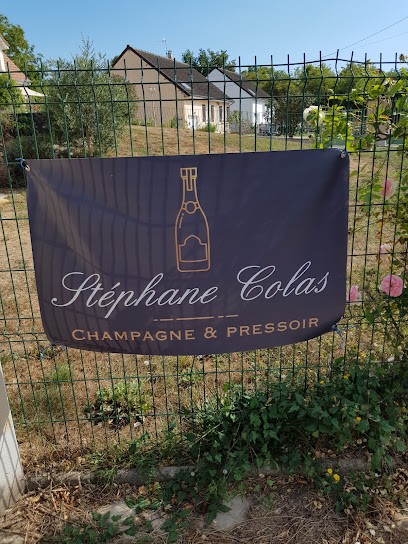 Stéphane Colas
CHAMPAGNE & PRESSOIR